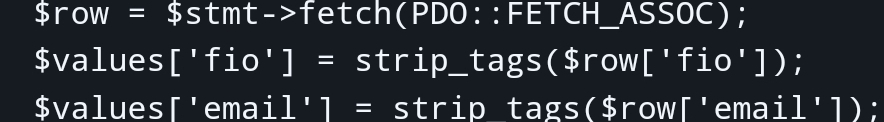 $row = $stmt->fetch(PDO::FETCH_ASSOC);
$values['fio'] = strip_tags($row['fio']);
$values['email'] = strip_tags($row['email']);